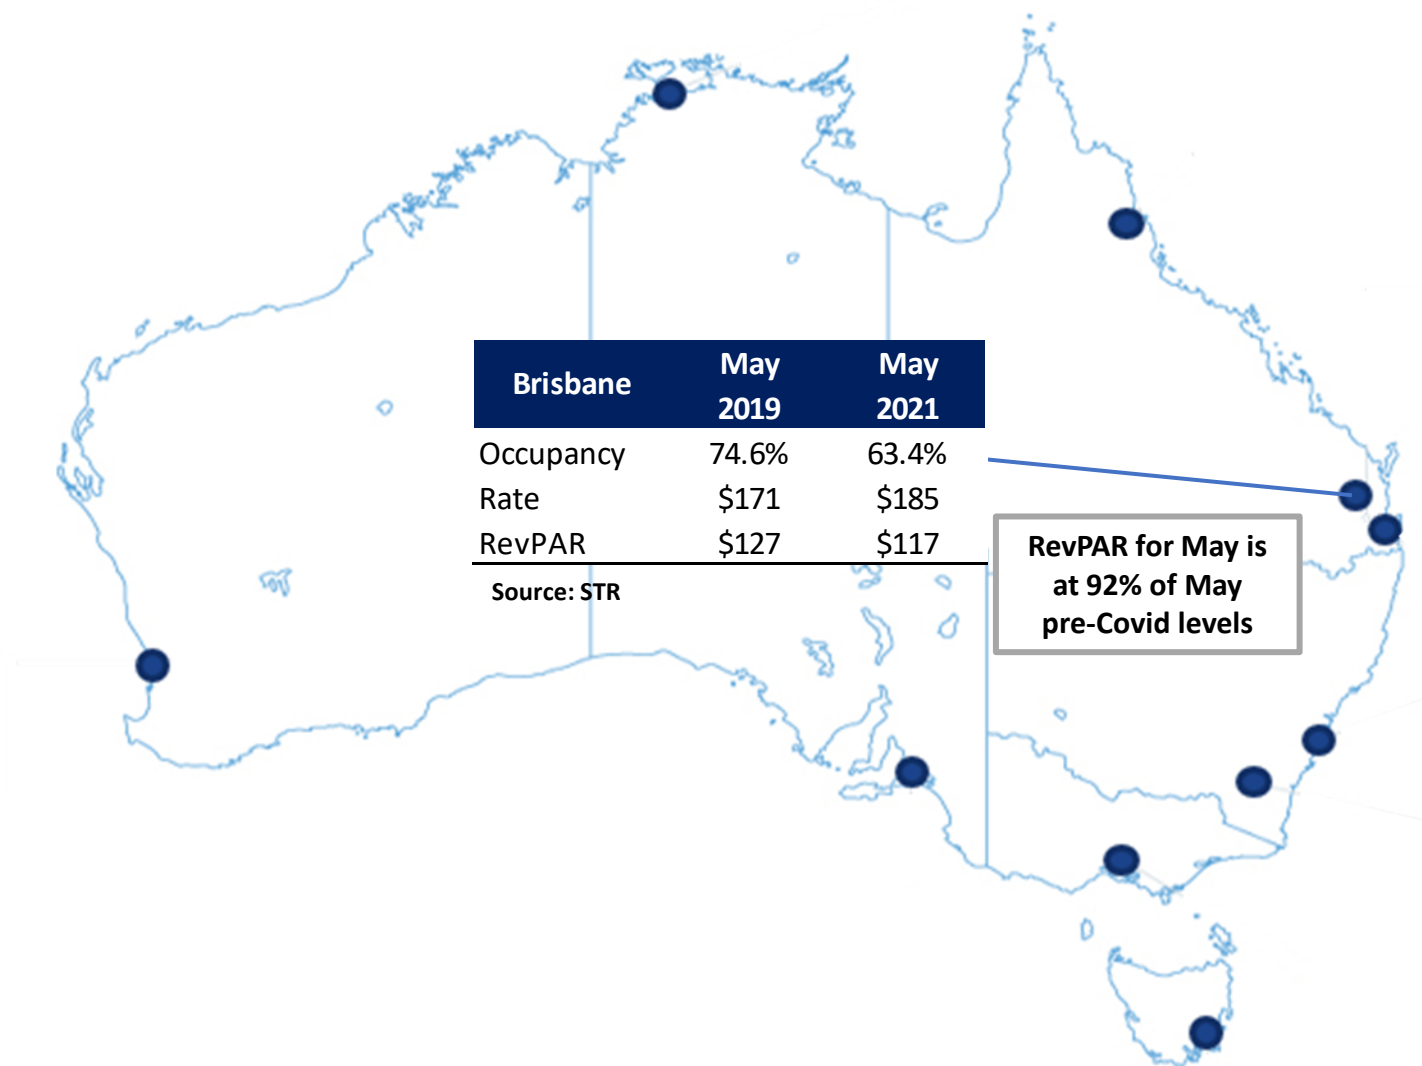 Brisbane May May
2019 2021
Occupancy 74.6% 63.4%
Rate $171 $185
RevPAR $127 $117
Source: STR
RevPAR for May is
at 92% of May
pre-Covid levels